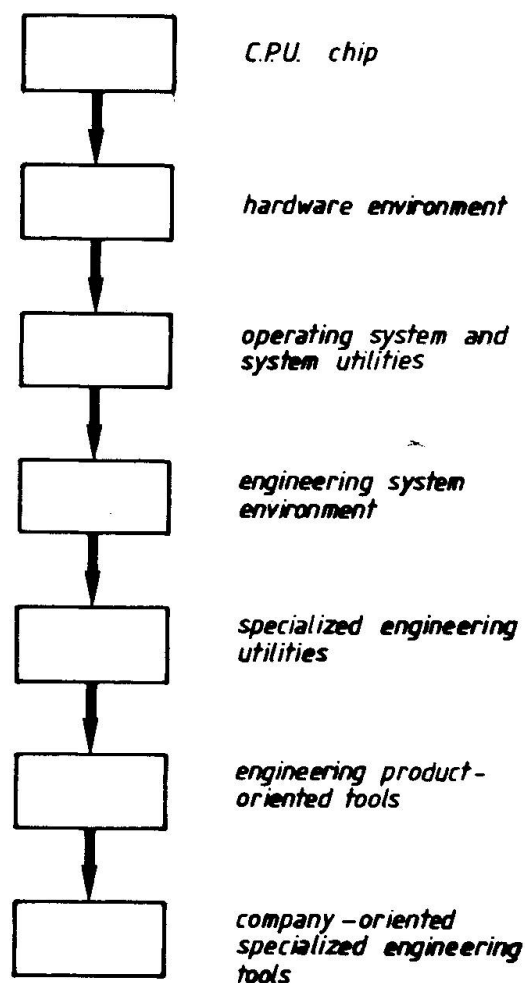 C.P.U. chip
hardware environment
operating system and
system utilities
engineering system
environment
specialized engineering
utilities
engineering product-
oriented tools
company-oriented
specialized engineering
tools